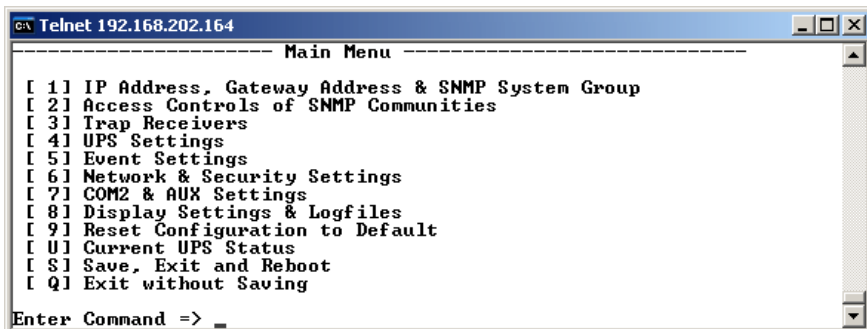 Telnet 192.168.202.164
---------------------- Main Menu ----------------------------
[ 1] IP Address, Gateway Address & SNMP System Group
[ 2] Access Controls of SNMP Communities
[ 3] Trap Receivers
[ 4] UPS Settings
[ 5] Event Settings
[ 6] Network & Security Settings
[ 7] COM2 & AUX Settings
[ 8] Display Settings & Logfiles
[ 9] Reset Configuration to Default
[ U] Current UPS Status
[ S] Save, Exit and Reboot
[ Q] Exit without Saving
Enter Command => _